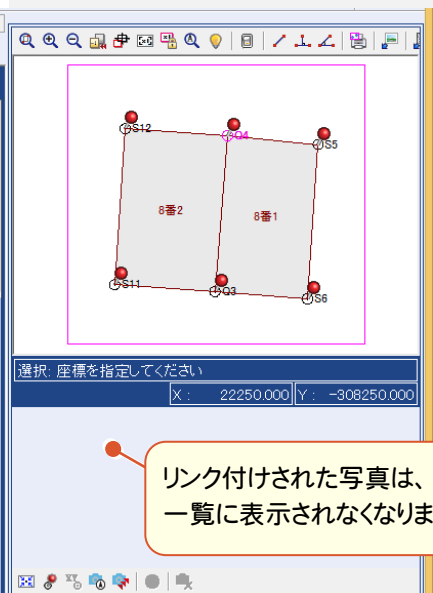 S12
Q4
S5
8番2
8番1
S11
Q3
S6
選択: 座標を指定してください
X : 22250.000 Y : -308250.000
リンク付けされた写真は、
一覧に表示されなくなりま